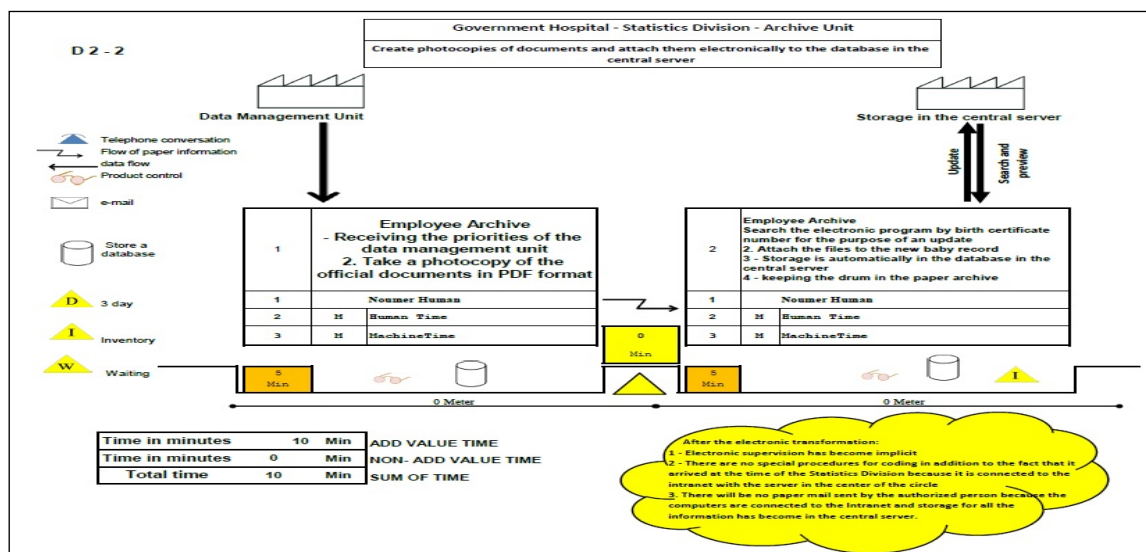 Government Hospital - Statistics Division - Archive Unit
D 2 - 2
Create photocopies of documents and attach them electronically to the database in the
central server
Data Management Unit
Storage in the central server
Telephone conversation
Flow of paper information
data flow
Product control
e-mail
Store a
database
D
3 day
I
Inventory
W
Waiting
Update
Search and
preview
1
Employee Archive
- Receiving the priorities of the
data management unit
2. Take a photocopy of the
official documents in PDF format
1 Noumer Human
2 M Human Time
3 M MachineTime
2
Employee Archive
Search the electronic program by birth certificate
number for the purpose of an update
2. Attach the files to the new baby record
3 - Storage is automatically in the database in the
central server
4 - keeping the drum in the paper archive
1 Noumer Human
2 M Human Time
3 M MachineTime
0
Min
5
Min
5
Min
I
0 Meter
0 Meter
Time in minutes 10 Min ADD VALUE TIME
Time in minutes 0 Min NON- ADD VALUE TIME
Total time 10 Min SUM OF TIME
After the electronic transformation:
1 - Electronic supervision has become implicit
2 - There are no special procedures for coding in addition to the fact that it
arrived at the time of the Statistics Division because it is connected to the
intranet with the server in the center of the circle
3. There will be no paper mail sent by the authorized person because the
computers are connected to the Intranet and storage for all the
information has become in the central server.